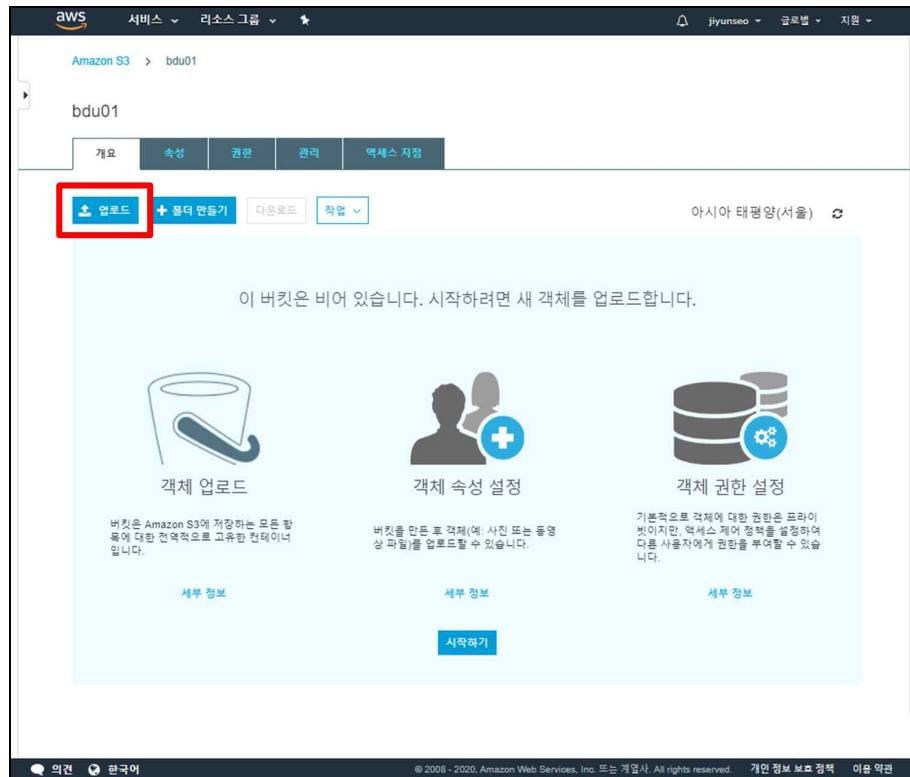 aws 서비스 리소스 그룹 jiyunseo 글로벌 지원
Amazon S3 > bdu01
bdu01
개요 속성 권한 관리 액세스 지점
업로드 + 폴더 만들기 다운로드 작업 아시아 태평양(서울)
이 버킷은 비어 있습니다. 시작하려면 새 객체를 업로드합니다.
객체 업로드
버킷은 Amazon S3에 저장하는 모든 항
목에 대한 전역적으로 고유한 컨테이너
입니다.
세부 정보
객체 속성 설정
버킷을 만든 후 객체(예: 사진 또는 동영
상 파일)를 업로드할 수 있습니다.
세부 정보
객체 권한 설정
기본적으로 객체에 대한 권한은 프라이
빗이지만, 액세스 제어 정책을 설정하여
다른 사용자에게 권한을 부여할 수 있습
니다.
세부 정보
시작하기
의견 한국어 © 2008 - 2020, Amazon Web Services, Inc. 또는 계열사. All rights reserved. 개인 정보 보호 정책 이용 약관